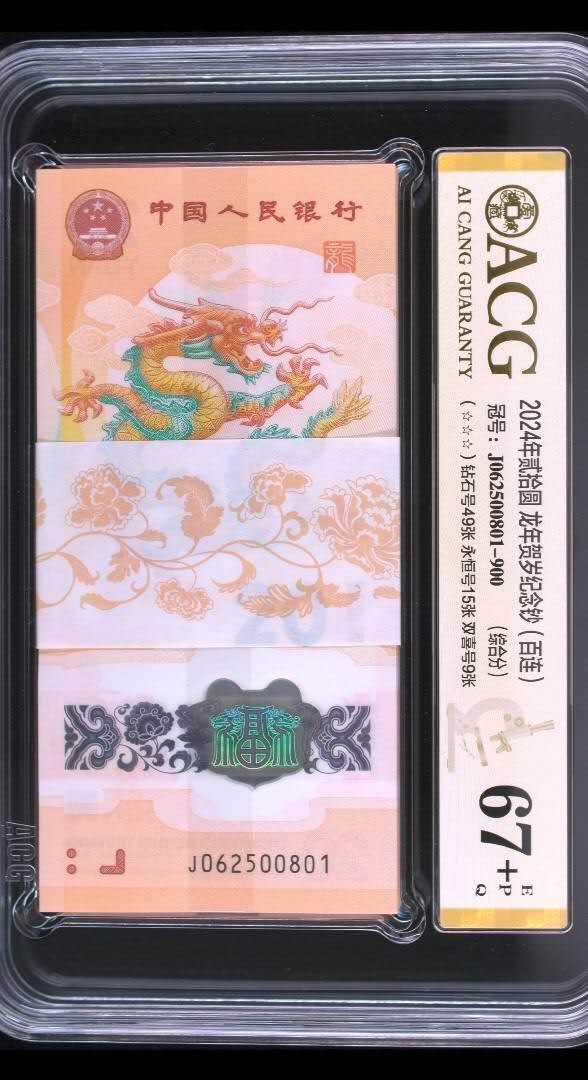 中国人民银行
龍
J062500801
ACG
AI CANG GUARANTY
2024年贰拾圆 龙年贺岁纪念钞（百连）
冠号：J062500801-900 （综合分）
(☆☆☆) 钻石号49张 永恒号15张 双喜号9张
67+
E
P
Q
ACG